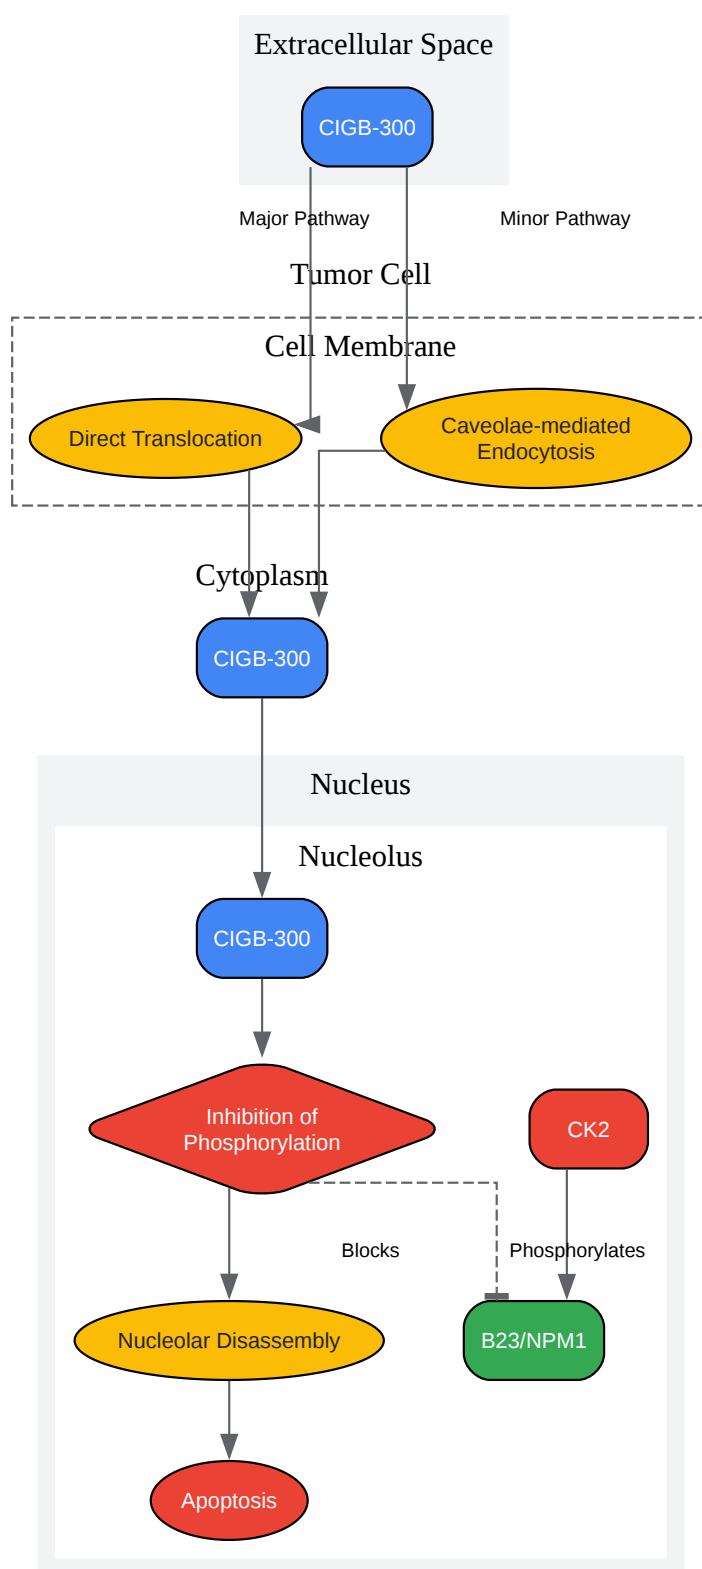 Extracellular Space
CIGB-300
Major Pathway
Minor Pathway
Tumor Cell
Cell Membrane
Direct Translocation
Caveolae-mediated
Endocytosis
Cytoplasm
CIGB-300
Nucleus
Nucleolus
CIGB-300
Inhibition of
Phosphorylation
CK2
Blocks
Phosphorylates
Nucleolar Disassembly
B23/NPM1
Apoptosis